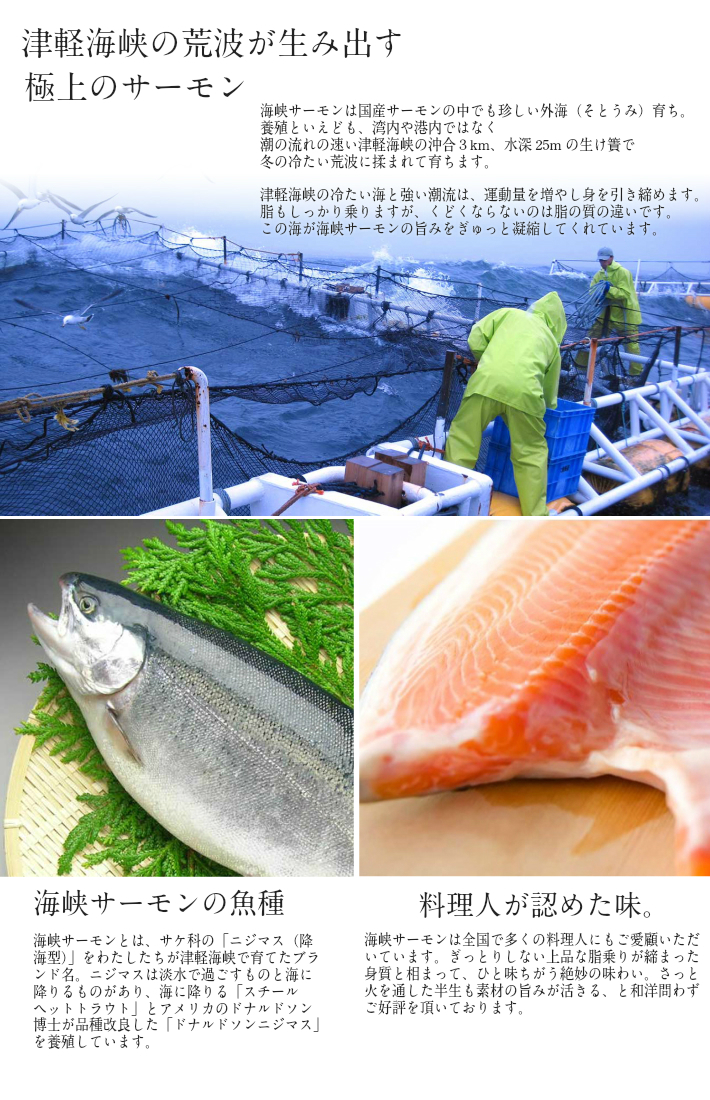 津軽海峡の荒波が生み出す
極上のサーモン
海峡サーモンは国産サーモンの中でも珍しい外海（そとうみ）育ち。
養殖といえども、湾内や港内ではなく
潮の流れの速い津軽海峡の沖合３km、水深 25m の生け簀で
冬の冷たい荒波に揉まれて育ちます。
津軽海峡の冷たい海と強い潮流は、運動量を増やし身を引き締めます。
脂もしっかり乗りますが、くどくならないのは脂の質の違いです。
この海が海峡サーモンの旨みをぎゅっと凝縮してくれています。
海峡サーモンの魚種
海峡サーモンとは、サケ科の「ニジマス（降
海型）」をわたしたちが津軽海峡で育てたブラ
ンド名。ニジマスは淡水で過ごすものと海に
降りるものがあり、海に降りる「スチール
ヘットトラウト」とアメリカのドナルドソン
博士が品種改良した「ドナルドソンニジマス」
を養殖しています。
料理人が認めた味。
海峡サーモンは全国で多くの料理人にもご愛顧いただ
いています。ぎっとりしない上品な脂乗りが締まった
身質と相まって、ひと味ちがう絶妙の味わい。さっと
火を通した半生も素材の旨みが活きる、と和洋問わず
ご好評を頂いております。